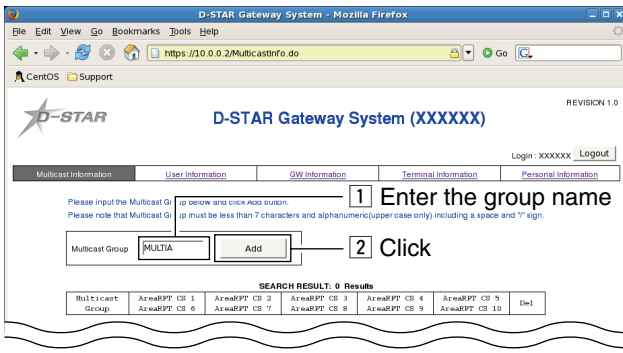 D-STAR Gateway System - Mozilla Firefox
File Edit View Go Bookmarks Tools Help
https://10.0.0.2/MulticastInfo.do
Go
CentOS Support
D-STAR
D-STAR Gateway System (XXXXXX)
REVISION 1.0
Login : XXXXXX Logout
Multicast Information User Information GW Information Terminal Information Personal Information
1 Enter the group name
Please input the Multicast below and click Add button.
Please note that Multicast must be less than 7 characters and alphanumeric(upper case only) including a space and "/" sign.
Multicast Group MULTIA Add
2 Click
SEARCH RESULT: 0 Results
Multicast Group AreaRPT CS 1 AreaRPT CS 2 AreaRPT CS 3 AreaRPT CS 4 AreaRPT CS 5 Del
AreaRPT CS 6 AreaRPT CS 7 AreaRPT CS 8 AreaRPT CS 9 AreaRPT CS 10